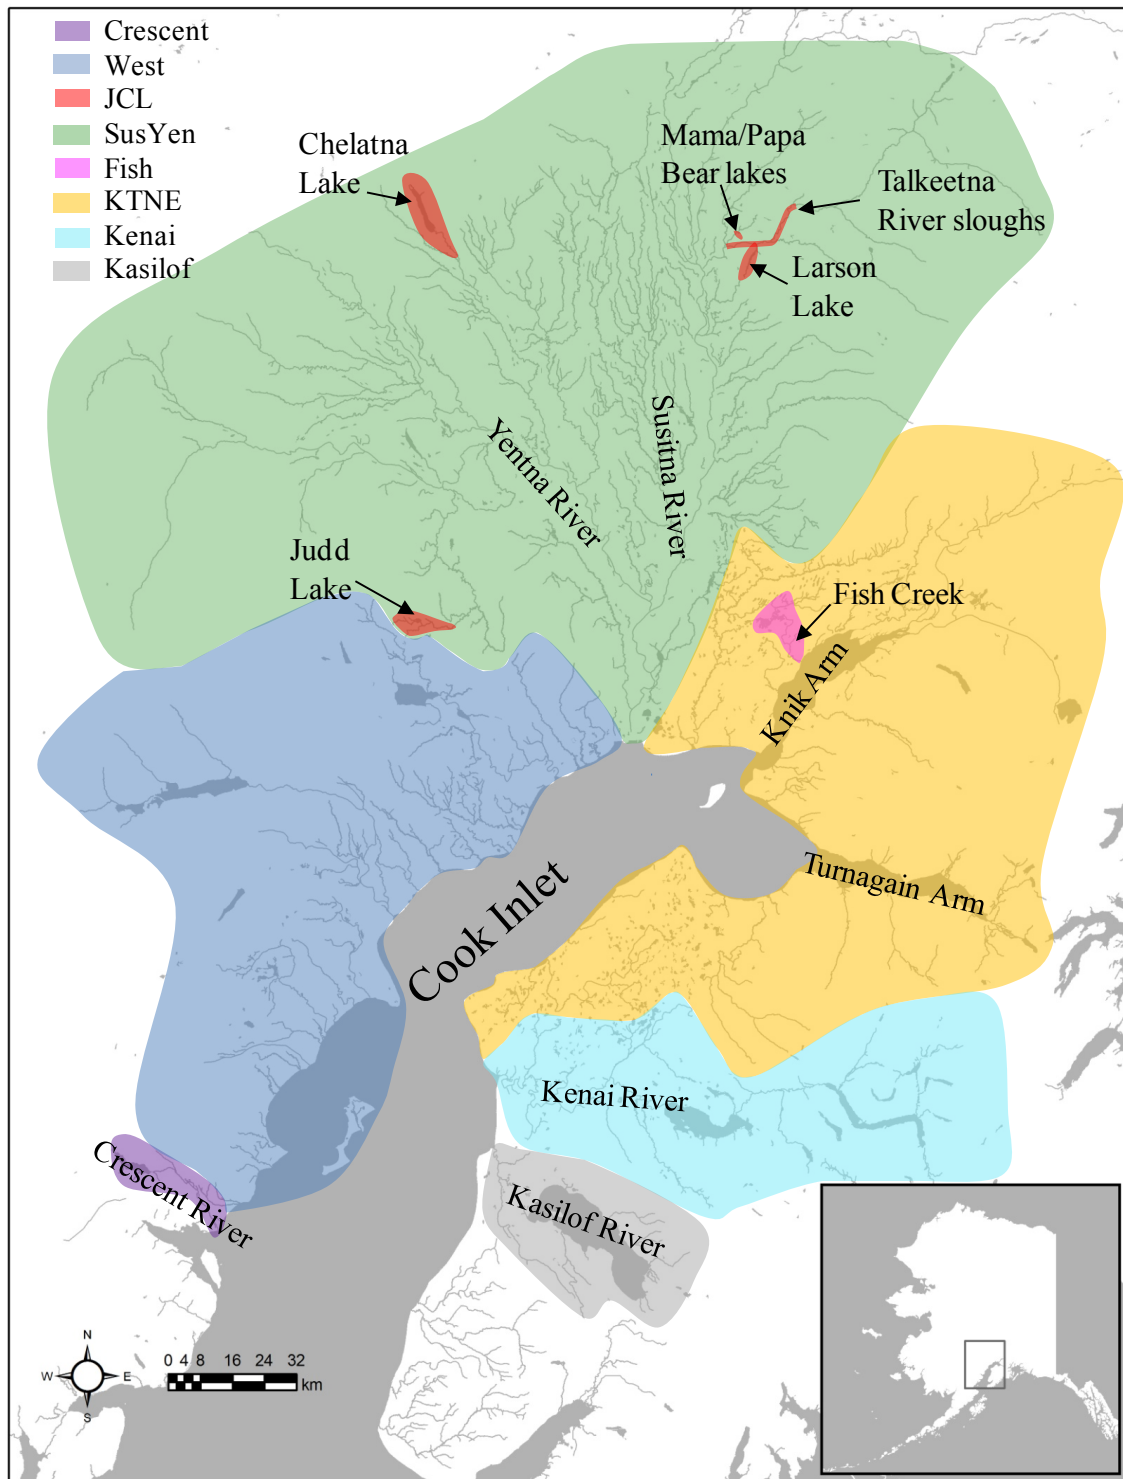 Crescent
West
JCL
SusYen
Fish
KTNE
Kenai
Kasilof
Chelatna
Lake
Mama/Papa
Bear lakes
Talkeetna
River sloughs
Larson
Lake
Yentna River
Susitna River
Judd
Lake
Fish Creek
Knik Arm
Turnagain Arm
Cook Inlet
Kenai River
Crescent River
Kasilof River
N
W E
S
0 4 8 16 24 32
km